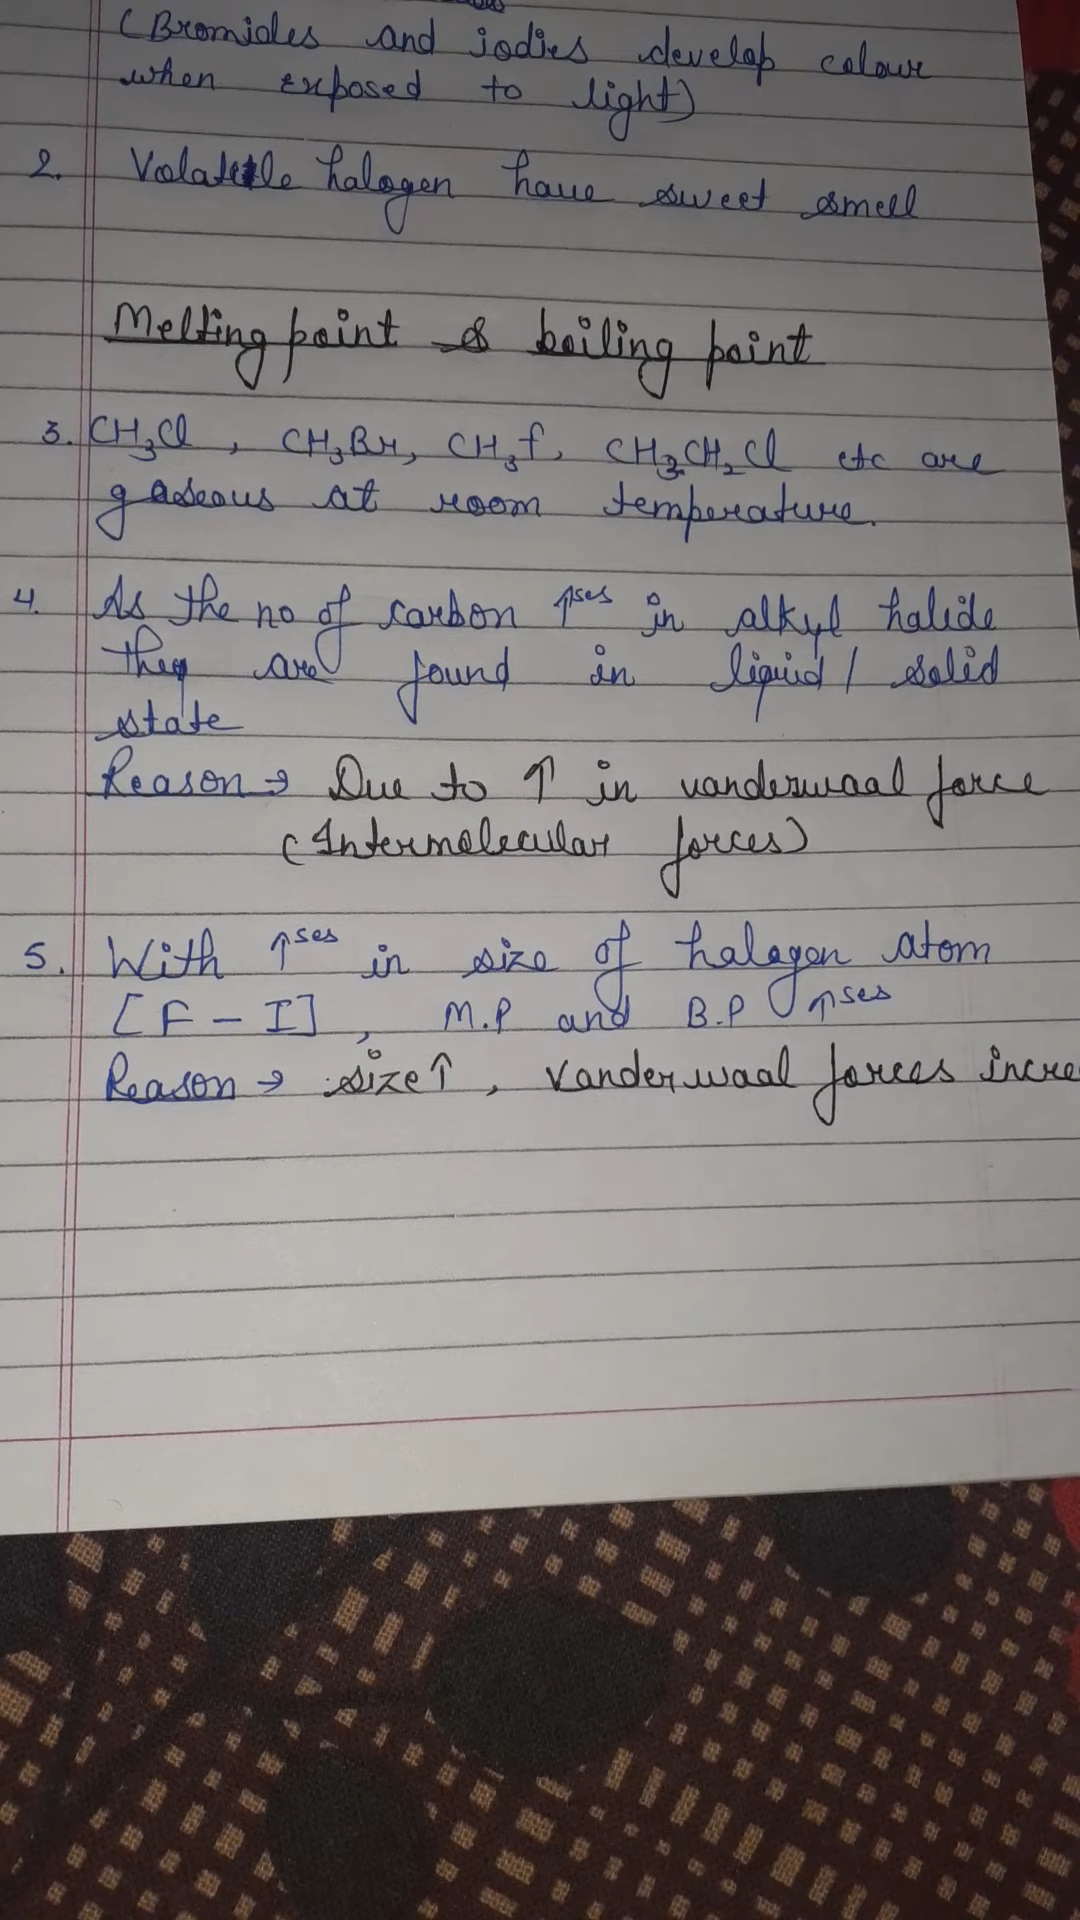 (Bromides and iodies develop colour
when exposed to light)
2. Volatile halogen have sweet smell
Melting point & boiling point
3. CH₃Cl, CH₃Br, CH₃f, CH₃CH₂Cl etc are
gaseous at room temperature.
4. As the no of carbon ↑ses in alkyl halide
they are found in liquid / solid
state
Reason → Due to ↑ in vanderwaal force
(Intermolecular forces)
5. With ↑ses in size of halogen atom
[F - I], M.P and B.P ↑ses
Reason → size↑, Vanderwaal forces incre